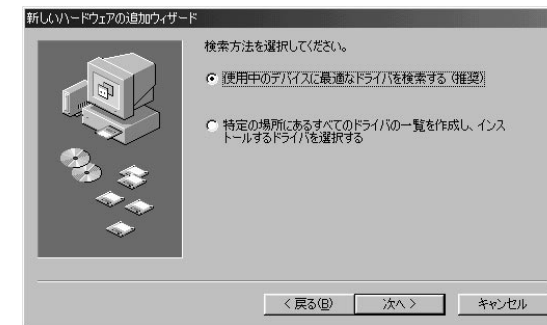 新しいハードウェアの追加ウィザード
検索方法を選択してください。
使用中のデバイスに最適なドライバを検索する (推奨)
特定の場所にあるすべてのドライバの一覧を作成し、インス
トールするドライバを選択する
< 戻る(B)
次へ >
キャンセル